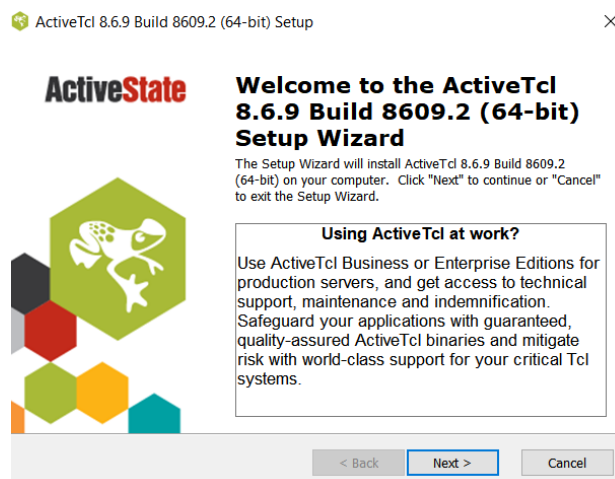 ActiveTcl 8.6.9 Build 8609.2 (64-bit) Setup
ActiveState
Welcome to the ActiveTcl
8.6.9 Build 8609.2 (64-bit)
Setup Wizard
The Setup Wizard will install ActiveTcl 8.6.9 Build 8609.2
(64-bit) on your computer. Click "Next" to continue or "Cancel"
to exit the Setup Wizard.
Using ActiveTcl at work?
Use ActiveTcl Business or Enterprise Editions for
production servers, and get access to technical
support, maintenance and indemnification.
Safeguard your applications with guaranteed,
quality-assured ActiveTcl binaries and mitigate
risk with world-class support for your critical Tcl
systems.
< Back
Next >
Cancel